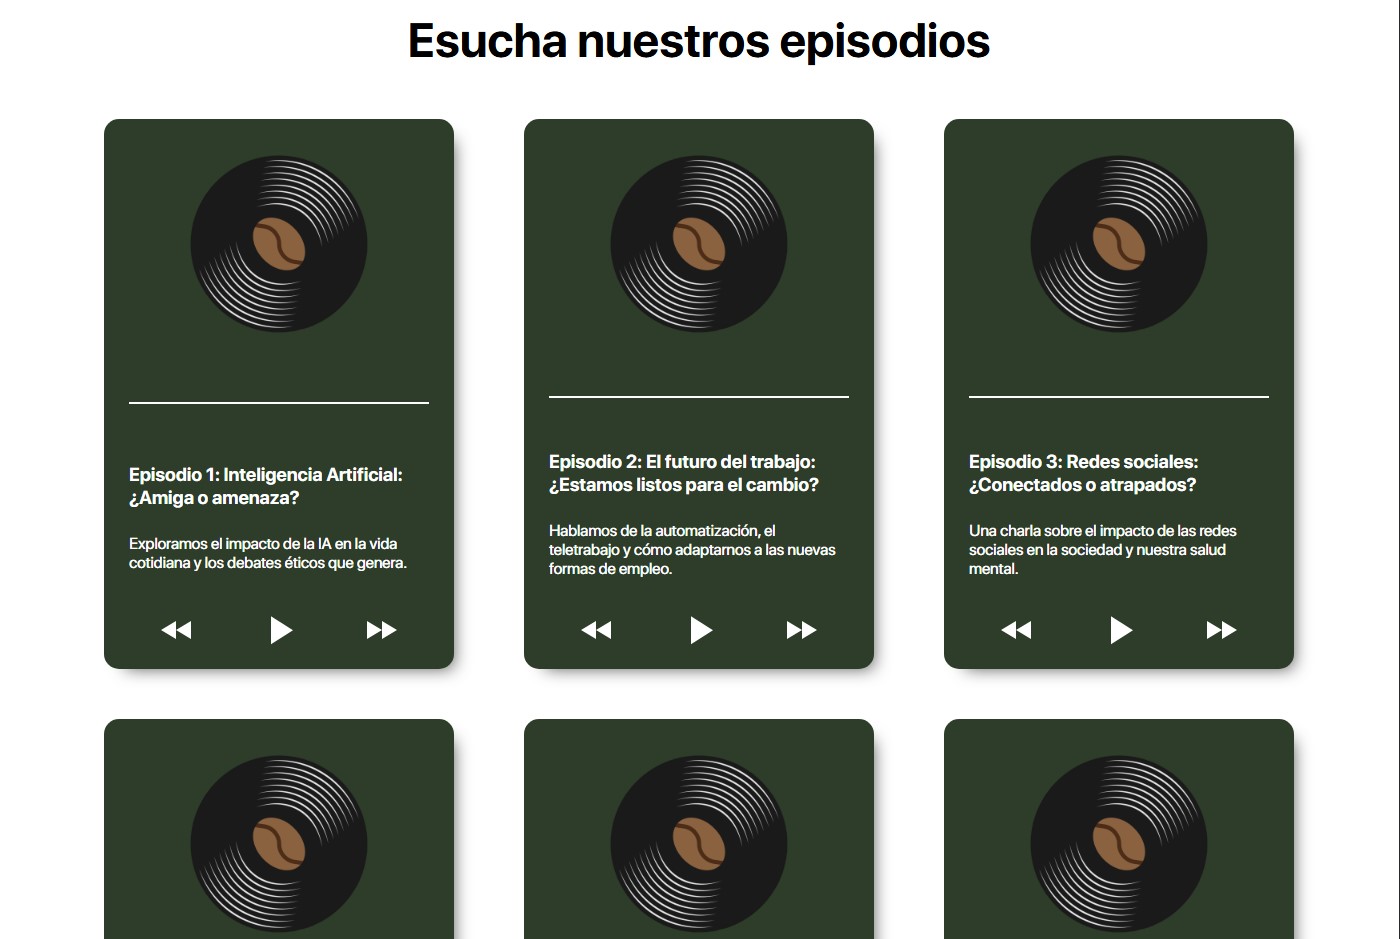 Esucha nuestros episodios
Episodio 1: Inteligencia Artificial:
¿Amiga o amenaza?
Exploramos el impacto de la IA en la vida
cotidiana y los debates éticos que genera.
Episodio 2: El futuro del trabajo:
¿Estamos listos para el cambio?
Hablamos de la automatización, el
teletrabajo y cómo adaptarnos a las nuevas
formas de empleo.
Episodio 3: Redes sociales:
¿Conectados o atrapados?
Una charla sobre el impacto de las redes
sociales en la sociedad y nuestra salud
mental.